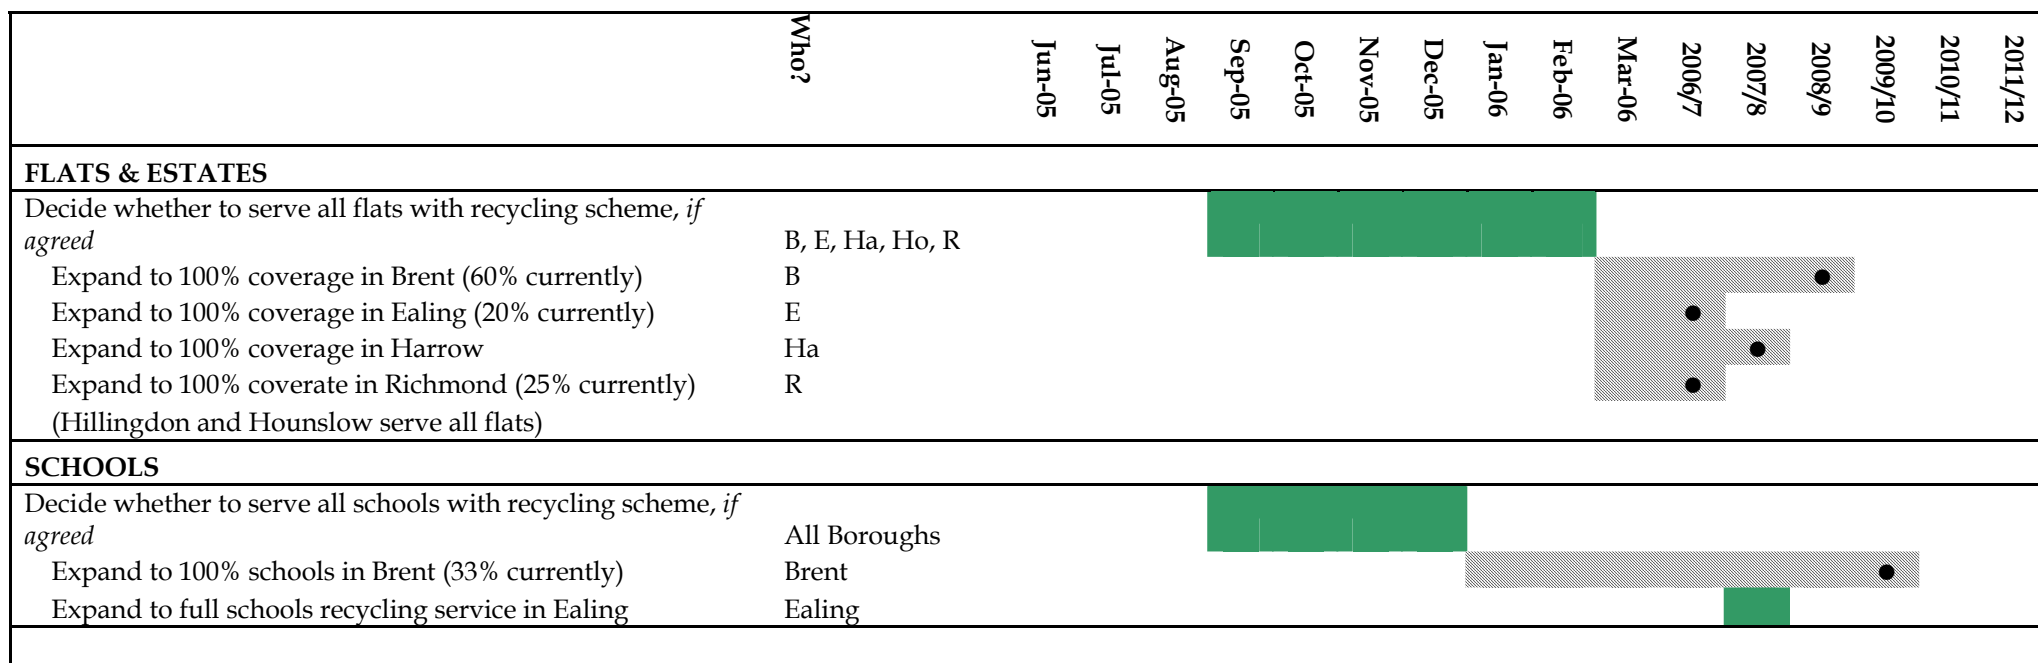 Who? Jun-05 Jul-05 Aug-05 Sep-05 Oct-05 Nov-05 Dec-05 Jan-06 Feb-06 Mar-06 2006/7 2007/8 2008/9 2009/10 2010/11 2011/12
FLATS & ESTATES
Decide whether to serve all flats with recycling scheme, if
agreed B, E, Ha, Ho, R
Expand to 100% coverage in Brent (60% currently) B
Expand to 100% coverage in Ealing (20% currently) E
Expand to 100% coverage in Harrow Ha
Expand to 100% coverate in Richmond (25% currently) R
(Hillingdon and Hounslow serve all flats)
SCHOOLS
Decide whether to serve all schools with recycling scheme, if
agreed All Boroughs
Expand to 100% schools in Brent (33% currently) Brent
Expand to full schools recycling service in Ealing Ealing